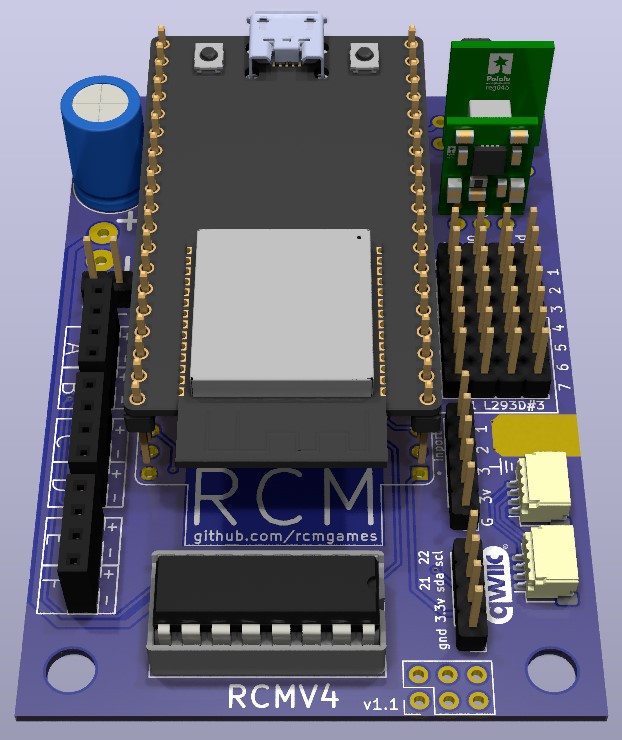 Pololu
reg04b
+
-
1
2
3
4
5
6
7
L293D#3
A
B
C
D
E
F
+
-
+
-
+
-
+
-
1
2
3
3v
G
RCM
github.com/rcmgames
22
21
gnd 3.3v sda scl
qwiic
RCMV4
v1.1